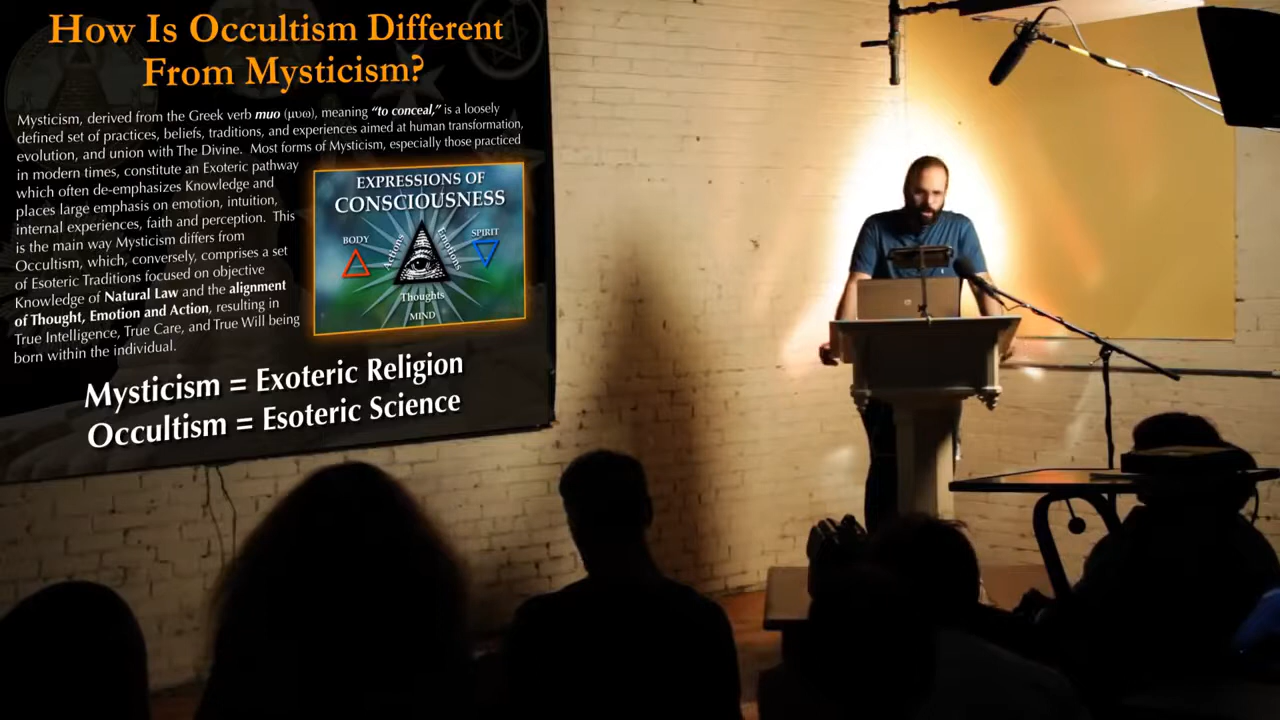 How Is Occultism Different
From Mysticism?
Mysticism, derived from the Greek verb muo (μυω), meaning “to conceal,” is a loosely
defined set of practices, beliefs, traditions, and experiences aimed at human transformation,
evolution, and union with The Divine. Most forms of Mysticism, especially those practiced
in modern times, constitute an Exoteric pathway
which often de-emphasizes Knowledge and
places large emphasis on emotion, intuition,
internal experiences, faith and perception. This
is the main way Mysticism differs from
Occultism, which, conversely, comprises a set
of Esoteric Traditions focused on objective
Knowledge of Natural Law and the alignment
of Thought, Emotion and Action, resulting in
True Intelligence, True Care, and True Will being
born within the individual.
EXPRESSIONS OF
CONSCIOUSNESS
BODY
Actions
Emotions
SPIRIT
Thoughts
MIND
Mysticism = Exoteric Religion
Occultism = Esoteric Science